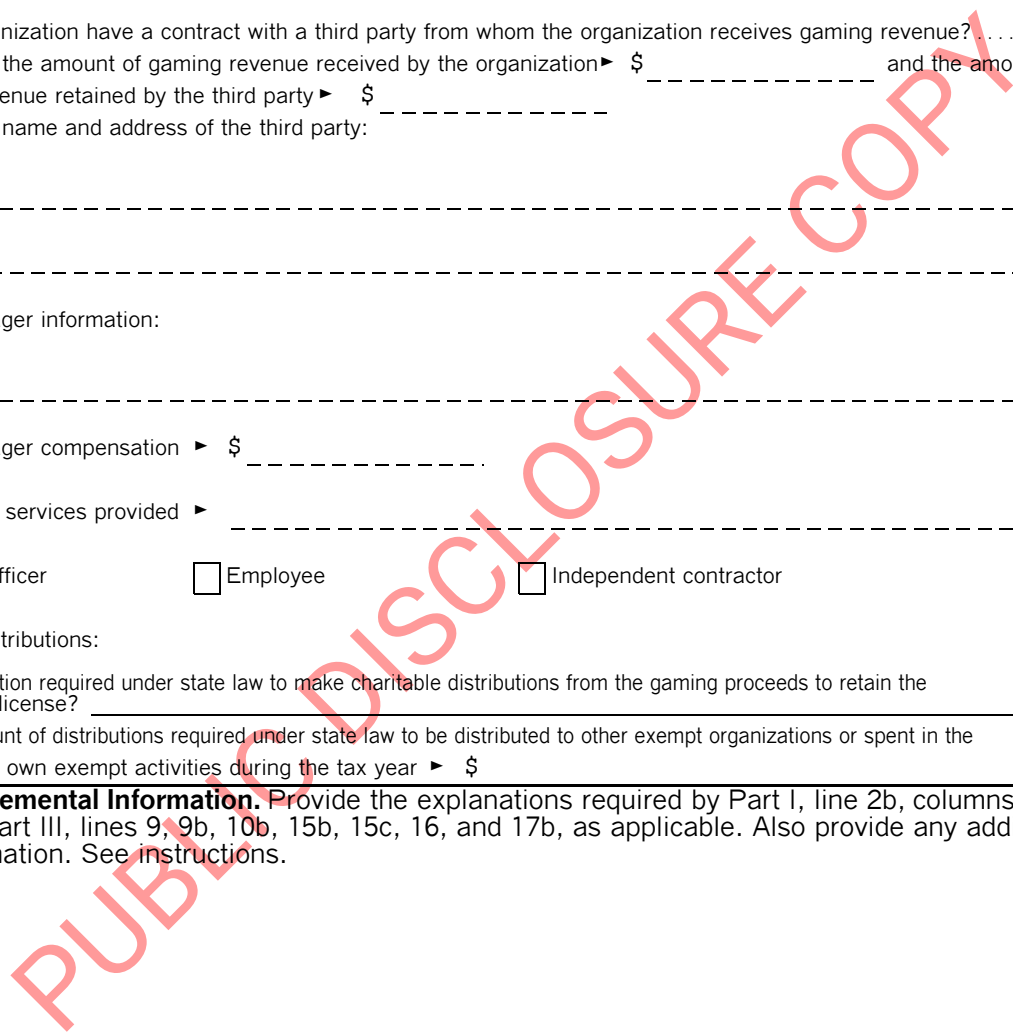 nization have a contract with a third party from whom the organization receives gaming revenue? . . . .
the amount of gaming revenue received by the organization ► $ and the amo
enue retained by the third party ► $
name and address of the third party:
ger information:
ger compensation ► $
services provided ►
fficer Employee Independent contractor
tributions:
tion required under state law to make charitable distributions from the gaming proceeds to retain the
license?
unt of distributions required under state law to be distributed to other exempt organizations or spent in the
own exempt activities during the tax year ► $
emental Information. Provide the explanations required by Part I, line 2b, columns
art III, lines 9, 9b, 10b, 15b, 15c, 16, and 17b, as applicable. Also provide any add
nation. See instructions.
PUBLIC DISCLOSURE COPY